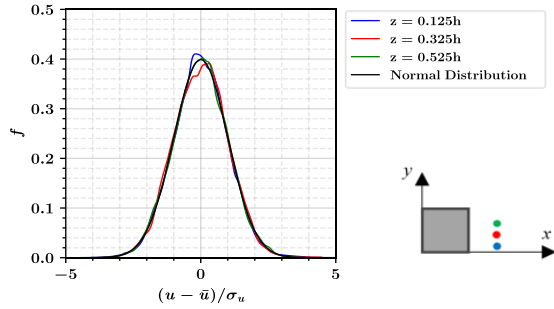 0.5
0.4
0.3
0.2
0.1
0.0
f
−5
0
5
(u − ū)/σu
z = 0.125h
z = 0.325h
z = 0.525h
Normal Distribution
y
x